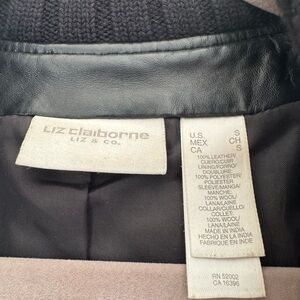 Liz claiborne
LIZ & CO.
U.S. S
MEX CH
CA S
100% LEATHER/
CUERO/CUIR
LINING/FORRO/
DOUBLURE:
100% POLYESTER/
POLYESTER
SLEEVE/MANGA/
MANCHE:
100% WOOL/
LANA/LAINE
COLLAR/CUELLO/
COLLET:
100% WOOL/
LANA/LAINE
MADE IN INDIA
HECHO EN LA INDIA
FABRIQUE EN INDE
RN 52002
CA 16396